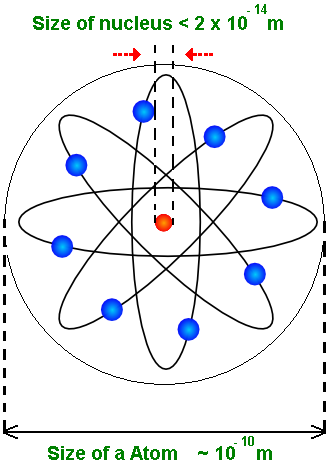 Size of nucleus < 2 x 10⁻¹⁴ m
Size of a Atom ~ 10⁻¹⁰ m